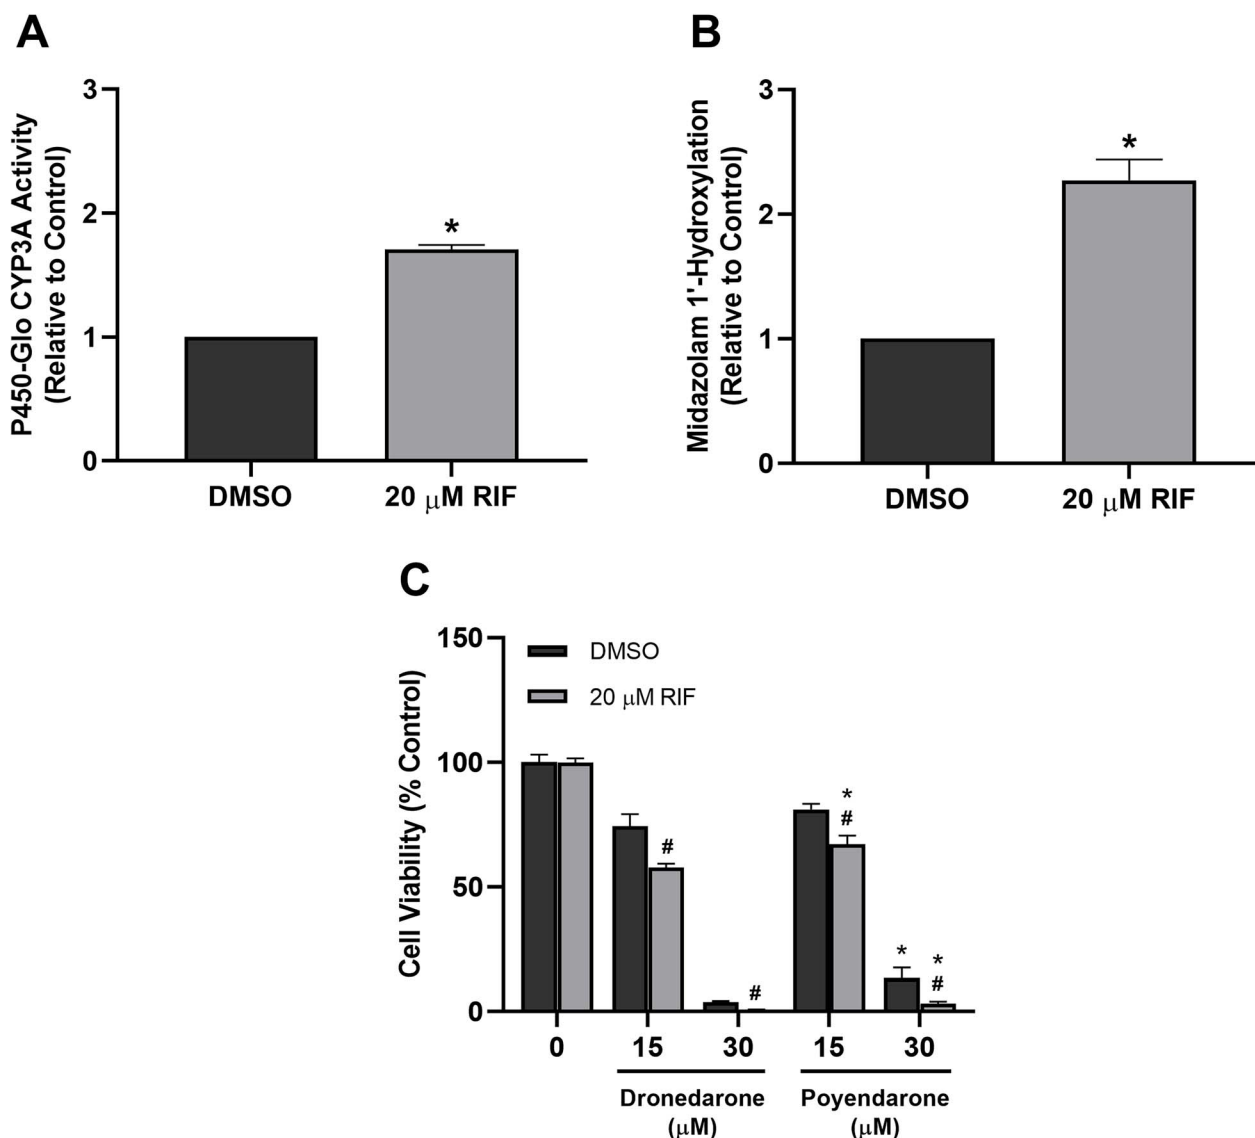 A
P450-Glo CYP3A Activity
(Relative to Control)
3
2
1
0
*
DMSO
20 μM RIF
B
Midazolam 1'-Hydroxylation
(Relative to Control)
3
2
1
0
*
DMSO
20 μM RIF
C
Cell Viability (% Control)
150
100
50
0
DMSO
20 μM RIF
#
#
*
#
*
*
#
0
15
30
15
30
Dronedarone
(μM)
Poyendarone
(μM)